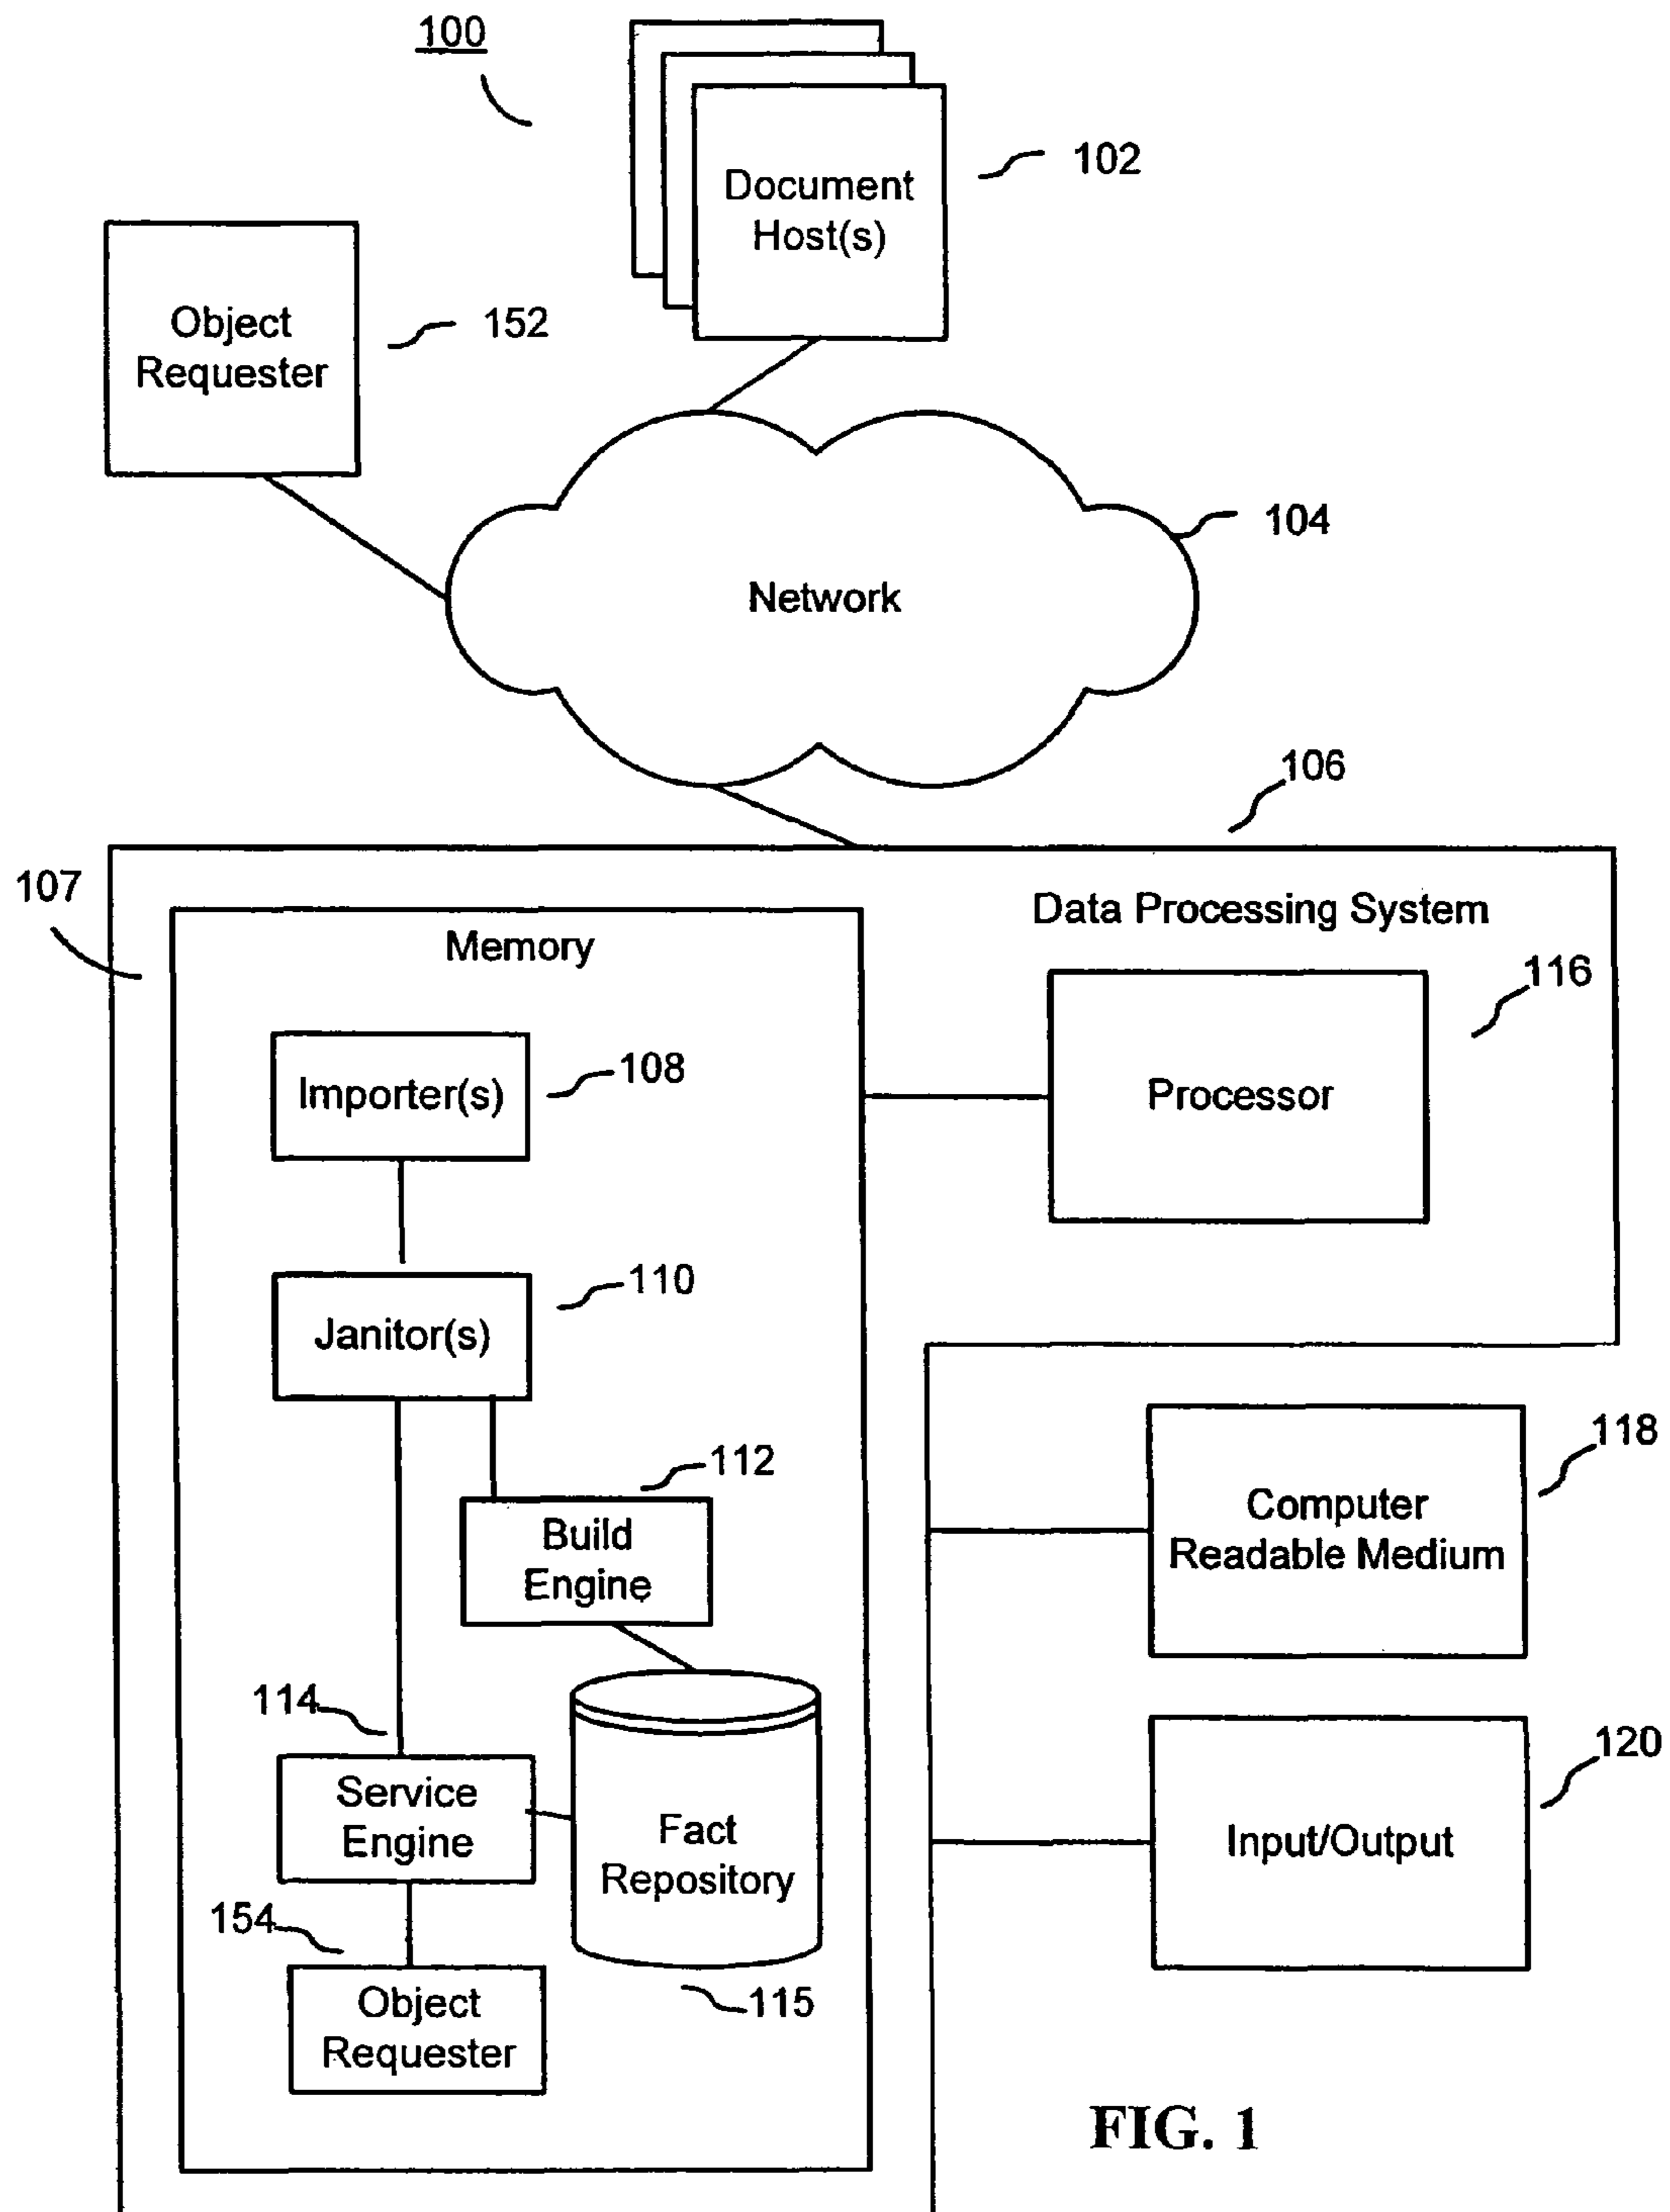 100
Document
Host(s)
102
Object
Requester
152
104
Network
106
107
Data Processing System
Memory
116
Importer(s)
108
Processor
Janitor(s)
110
118
112
Build
Engine
Computer
Readable Medium
114
120
Service
Engine
Fact
Repository
Input/Output
154
115
Object
Requester
FIG. 1